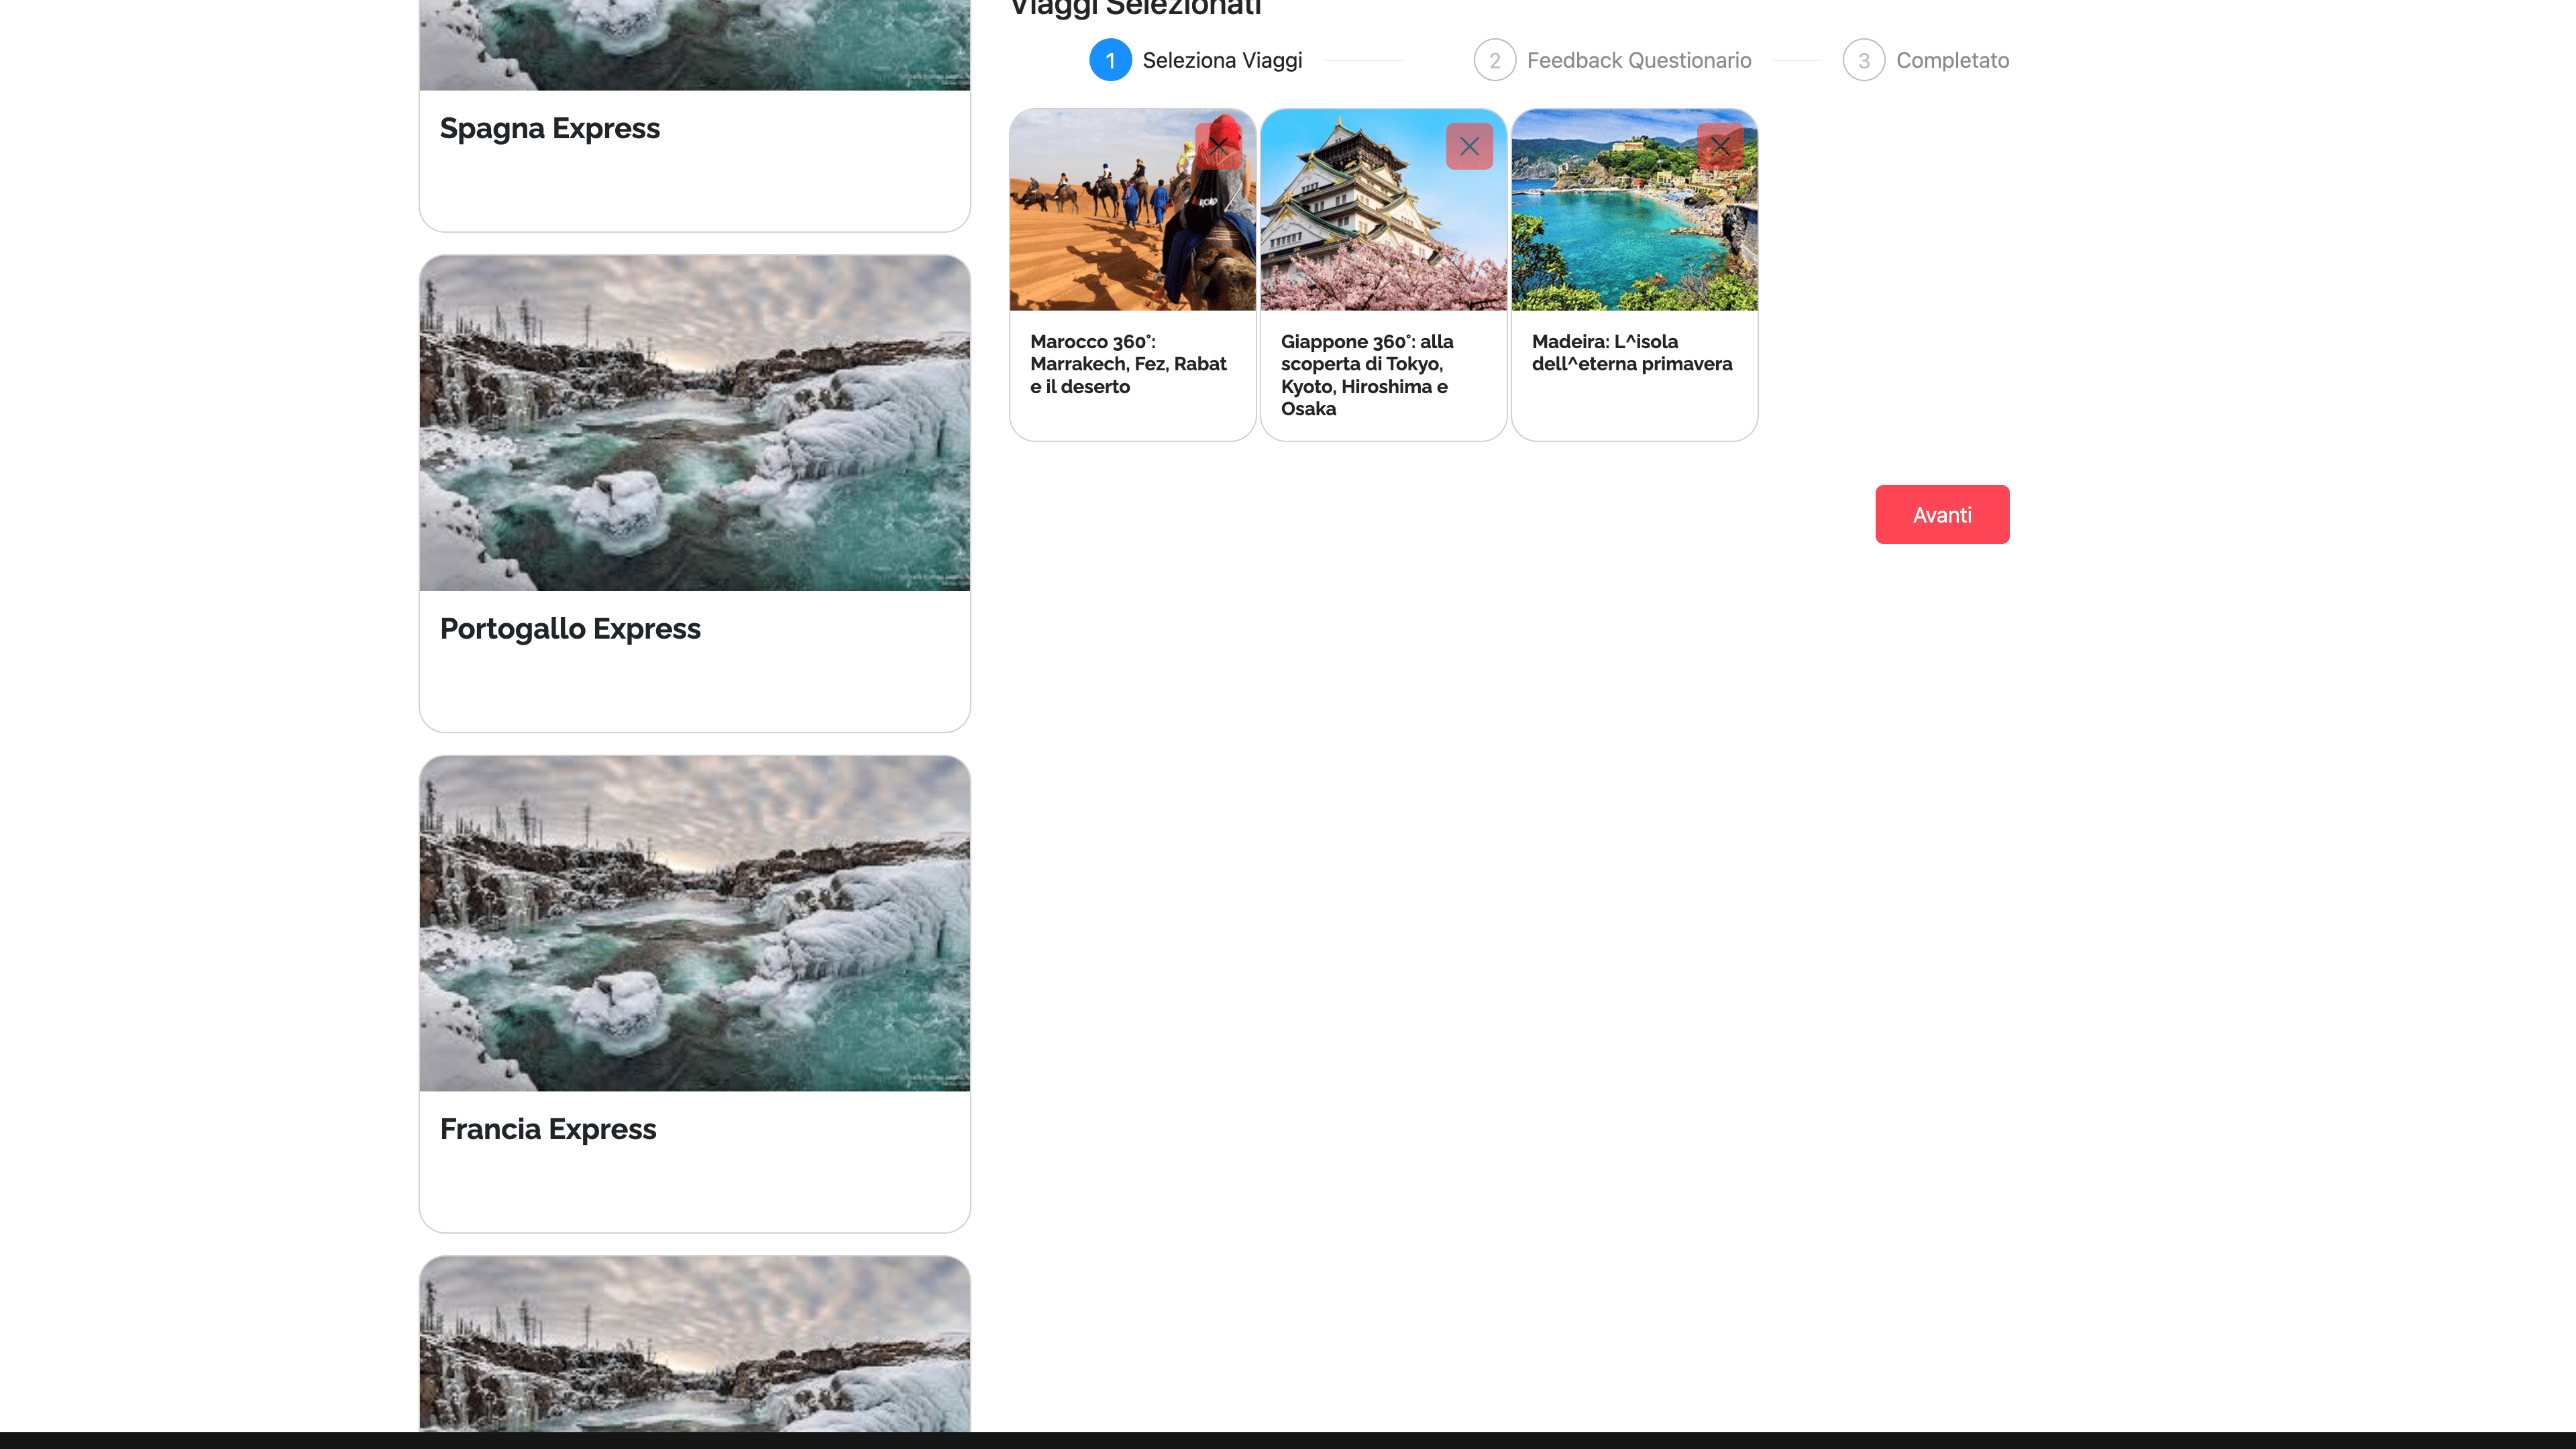 Viaggi Selezionati
1 Seleziona Viaggi
2 Feedback Questionario
3 Completato
Spagna Express
Marocco 360°:
Marrakech, Fez, Rabat
e il deserto
Giappone 360°: alla
scoperta di Tokyo,
Kyoto, Hiroshima e
Osaka
Madeira: L^isola
dell^eterna primavera
Avanti
Portogallo Express
Francia Express